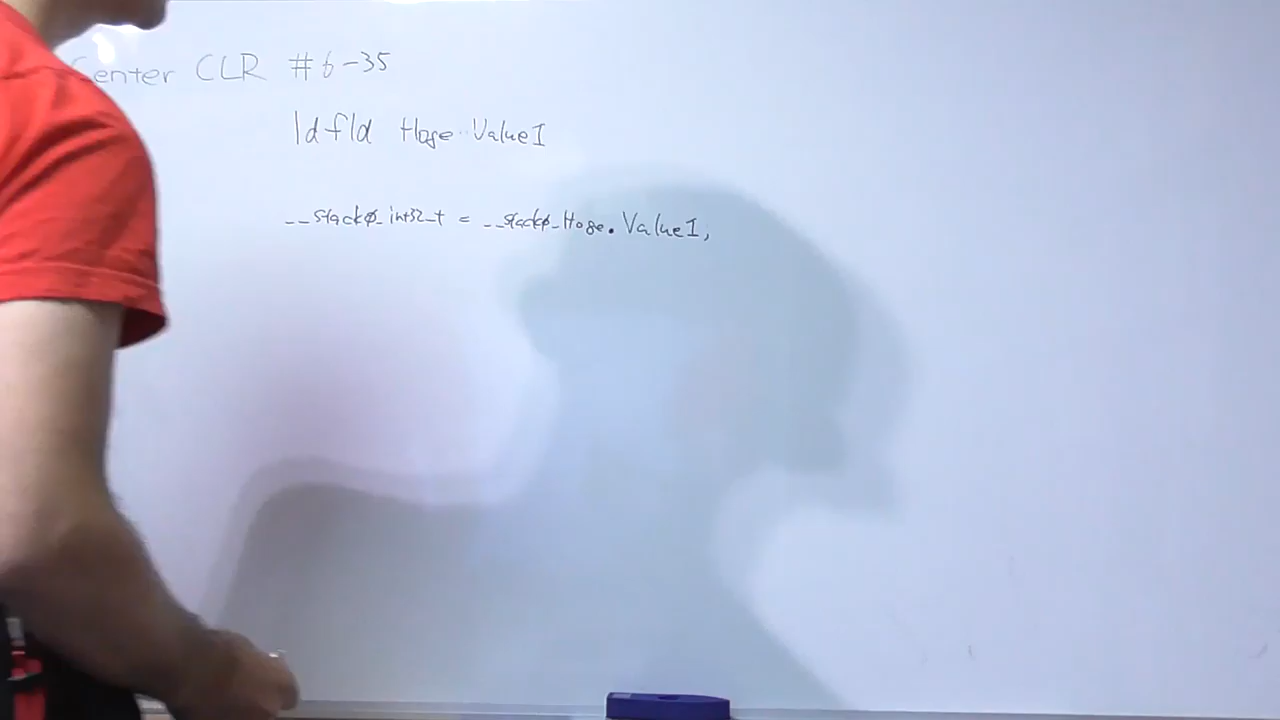 Center CLR #6-35
ldfld Hoge..Value1
__stack0_int32_t = __stack0_Hoge.Value1,